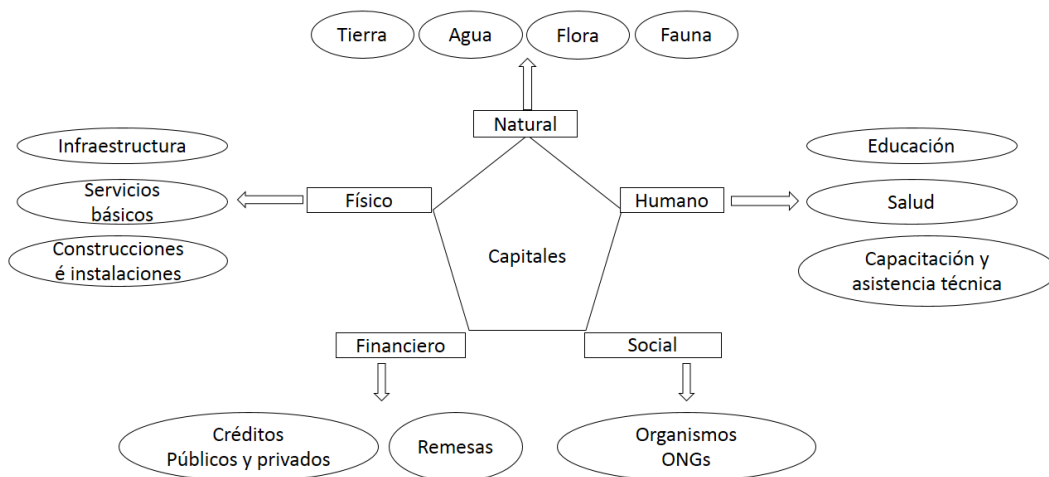 Tierra
Agua
Flora
Fauna
Natural
Infraestructura
Educación
Servicios
básicos
Físico
Humano
Salud
Construcciones
é instalaciones
Capitales
Capacitación y
asistencia técnica
Financiero
Social
Créditos
Públicos y privados
Remesas
Organismos
ONGs